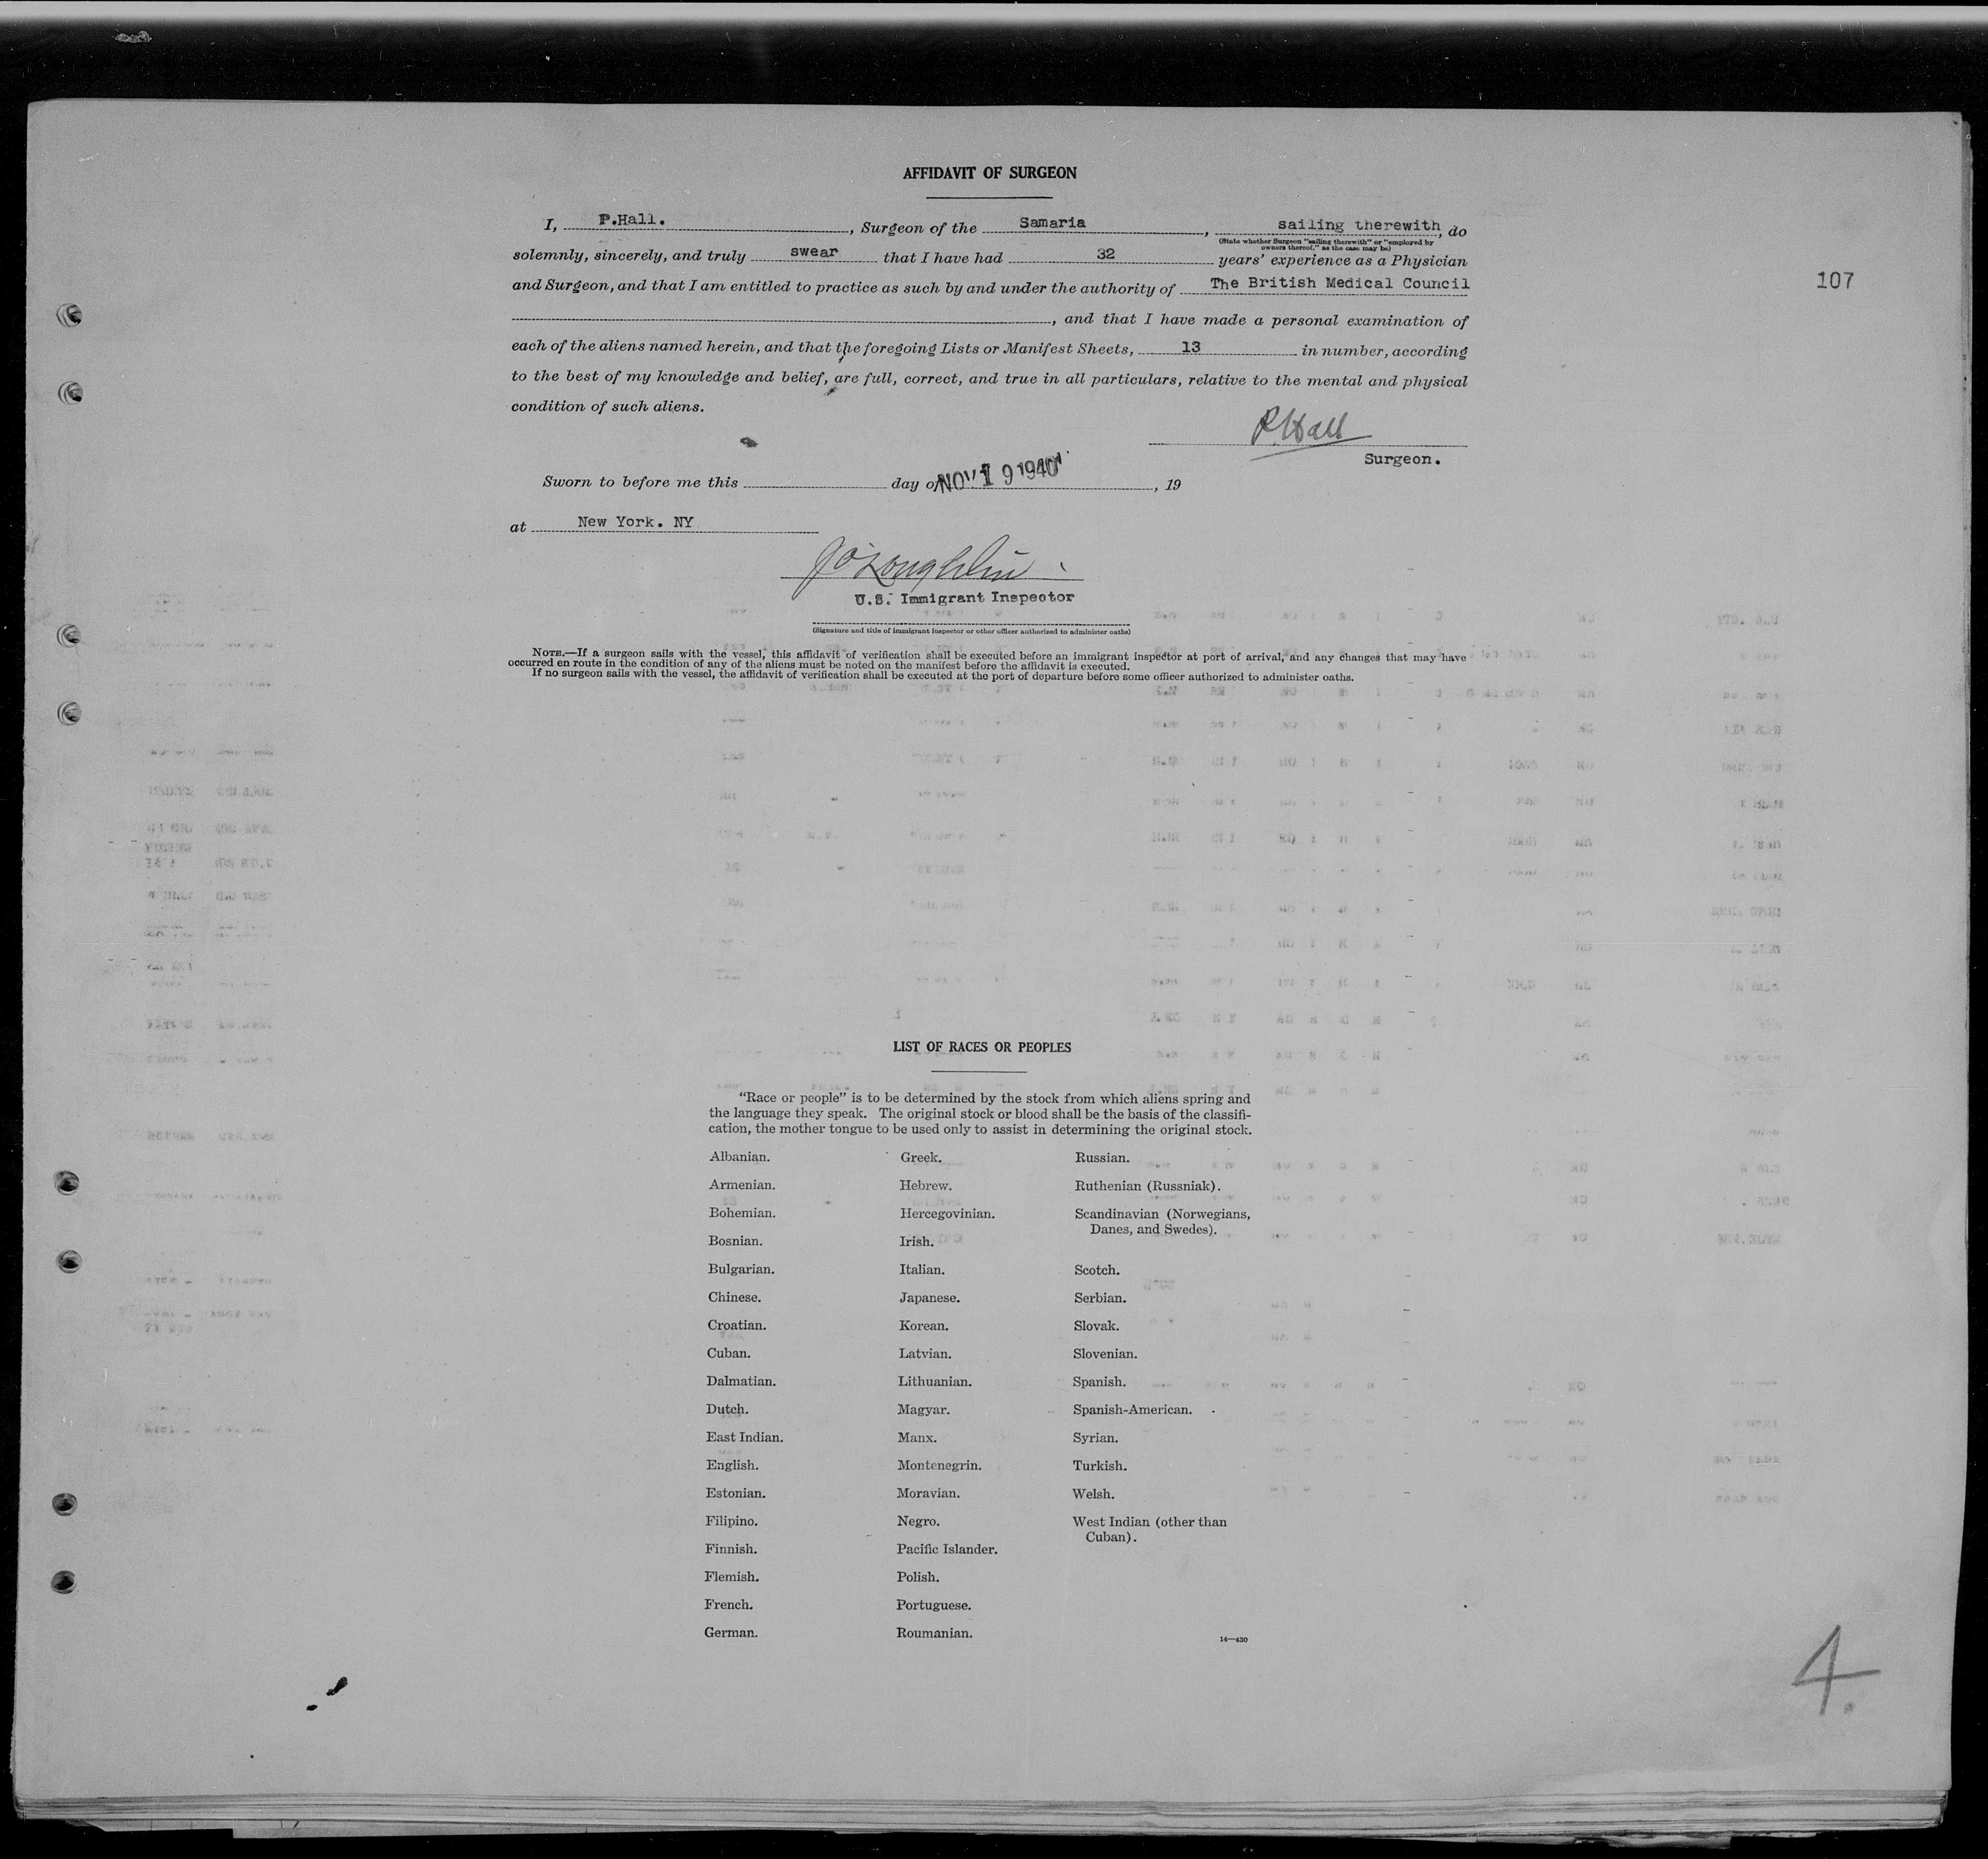 AFFIDAVIT OF SURGEON
I, P.Hall. , Surgeon of the Samaria , sailing therewith , do
(State whether Surgeon "sailing therewith" or "employed by
owners thereof," as the case may be)
solemnly, sincerely, and truly swear that I have had 32 years' experience as a Physician
and Surgeon, and that I am entitled to practice as such by and under the authority of The British Medical Council
, and that I have made a personal examination of
107
each of the aliens named herein, and that the foregoing Lists or Manifest Sheets, 13 in number, according
to the best of my knowledge and belief, are full, correct, and true in all particulars, relative to the mental and physical
condition of such aliens.
P. Hall
Surgeon.
Sworn to before me this day of NOV 19 1940 , 19
at New York. NY
J O'Loughlin
U.S. Immigrant Inspector
(Signature and title of immigrant inspector or other officer authorized to administer oaths)
NOTE.—If a surgeon sails with the vessel, this affidavit of verification shall be executed before an immigrant inspector at port of arrival, and any changes that may have
occurred en route in the condition of any of the aliens must be noted on the manifest before the affidavit is executed.
If no surgeon sails with the vessel, the affidavit of verification shall be executed at the port of departure before some officer authorized to administer oaths.
LIST OF RACES OR PEOPLES
"Race or people" is to be determined by the stock from which aliens spring and
the language they speak. The original stock or blood shall be the basis of the classifi-
cation, the mother tongue to be used only to assist in determining the original stock.
Albanian.
Armenian.
Bohemian.
Bosnian.
Bulgarian.
Chinese.
Croatian.
Cuban.
Dalmatian.
Dutch.
East Indian.
English.
Estonian.
Filipino.
Finnish.
Flemish.
French.
German.
Greek.
Hebrew.
Hercegovinian.
Irish.
Italian.
Japanese.
Korean.
Latvian.
Lithuanian.
Magyar.
Manx.
Montenegrin.
Moravian.
Negro.
Pacific Islander.
Polish.
Portuguese.
Roumanian.
Russian.
Ruthenian (Russniak).
Scandinavian (Norwegians,
Danes, and Swedes).
Scotch.
Serbian.
Slovak.
Slovenian.
Spanish.
Spanish-American.
Syrian.
Turkish.
Welsh.
West Indian (other than
Cuban).
14—430
4.